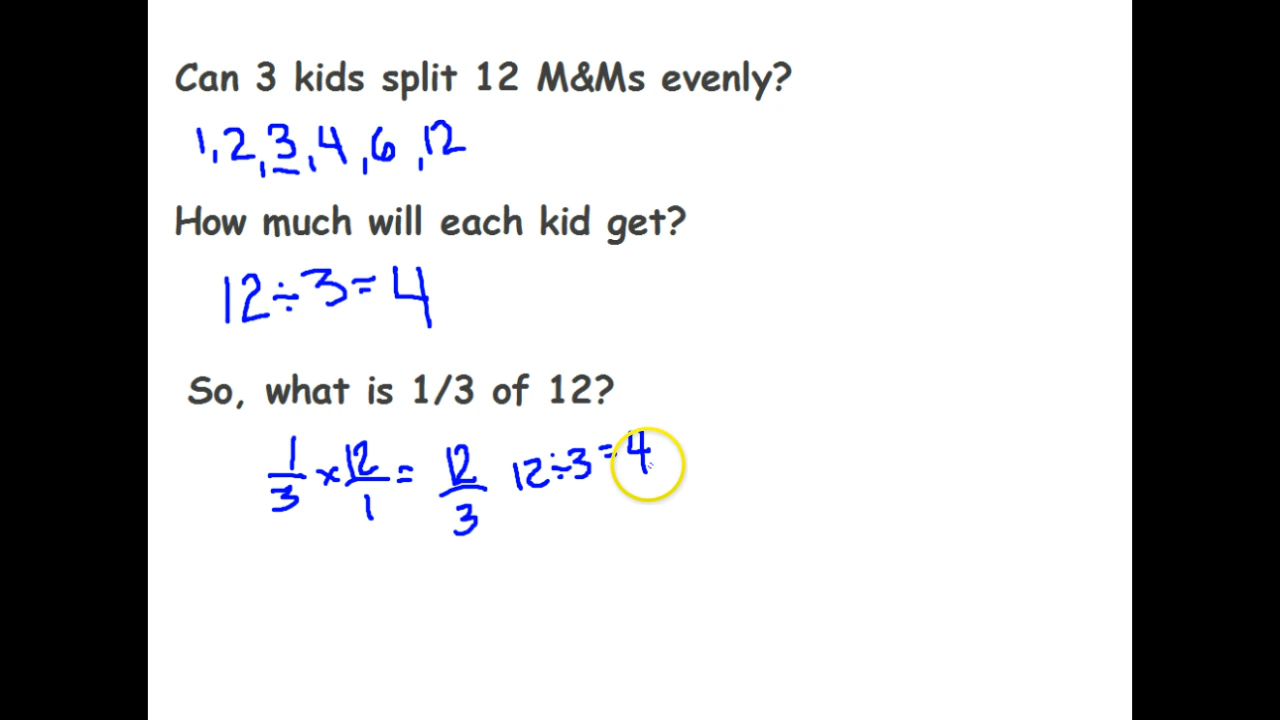 Can 3 kids split 12 M&Ms evenly?
1, 2, 3, 4, 6, 12
How much will each kid get?
12÷3=4
So, what is 1/3 of 12?
1/3 × 12/1 = 12/3 12÷3=4